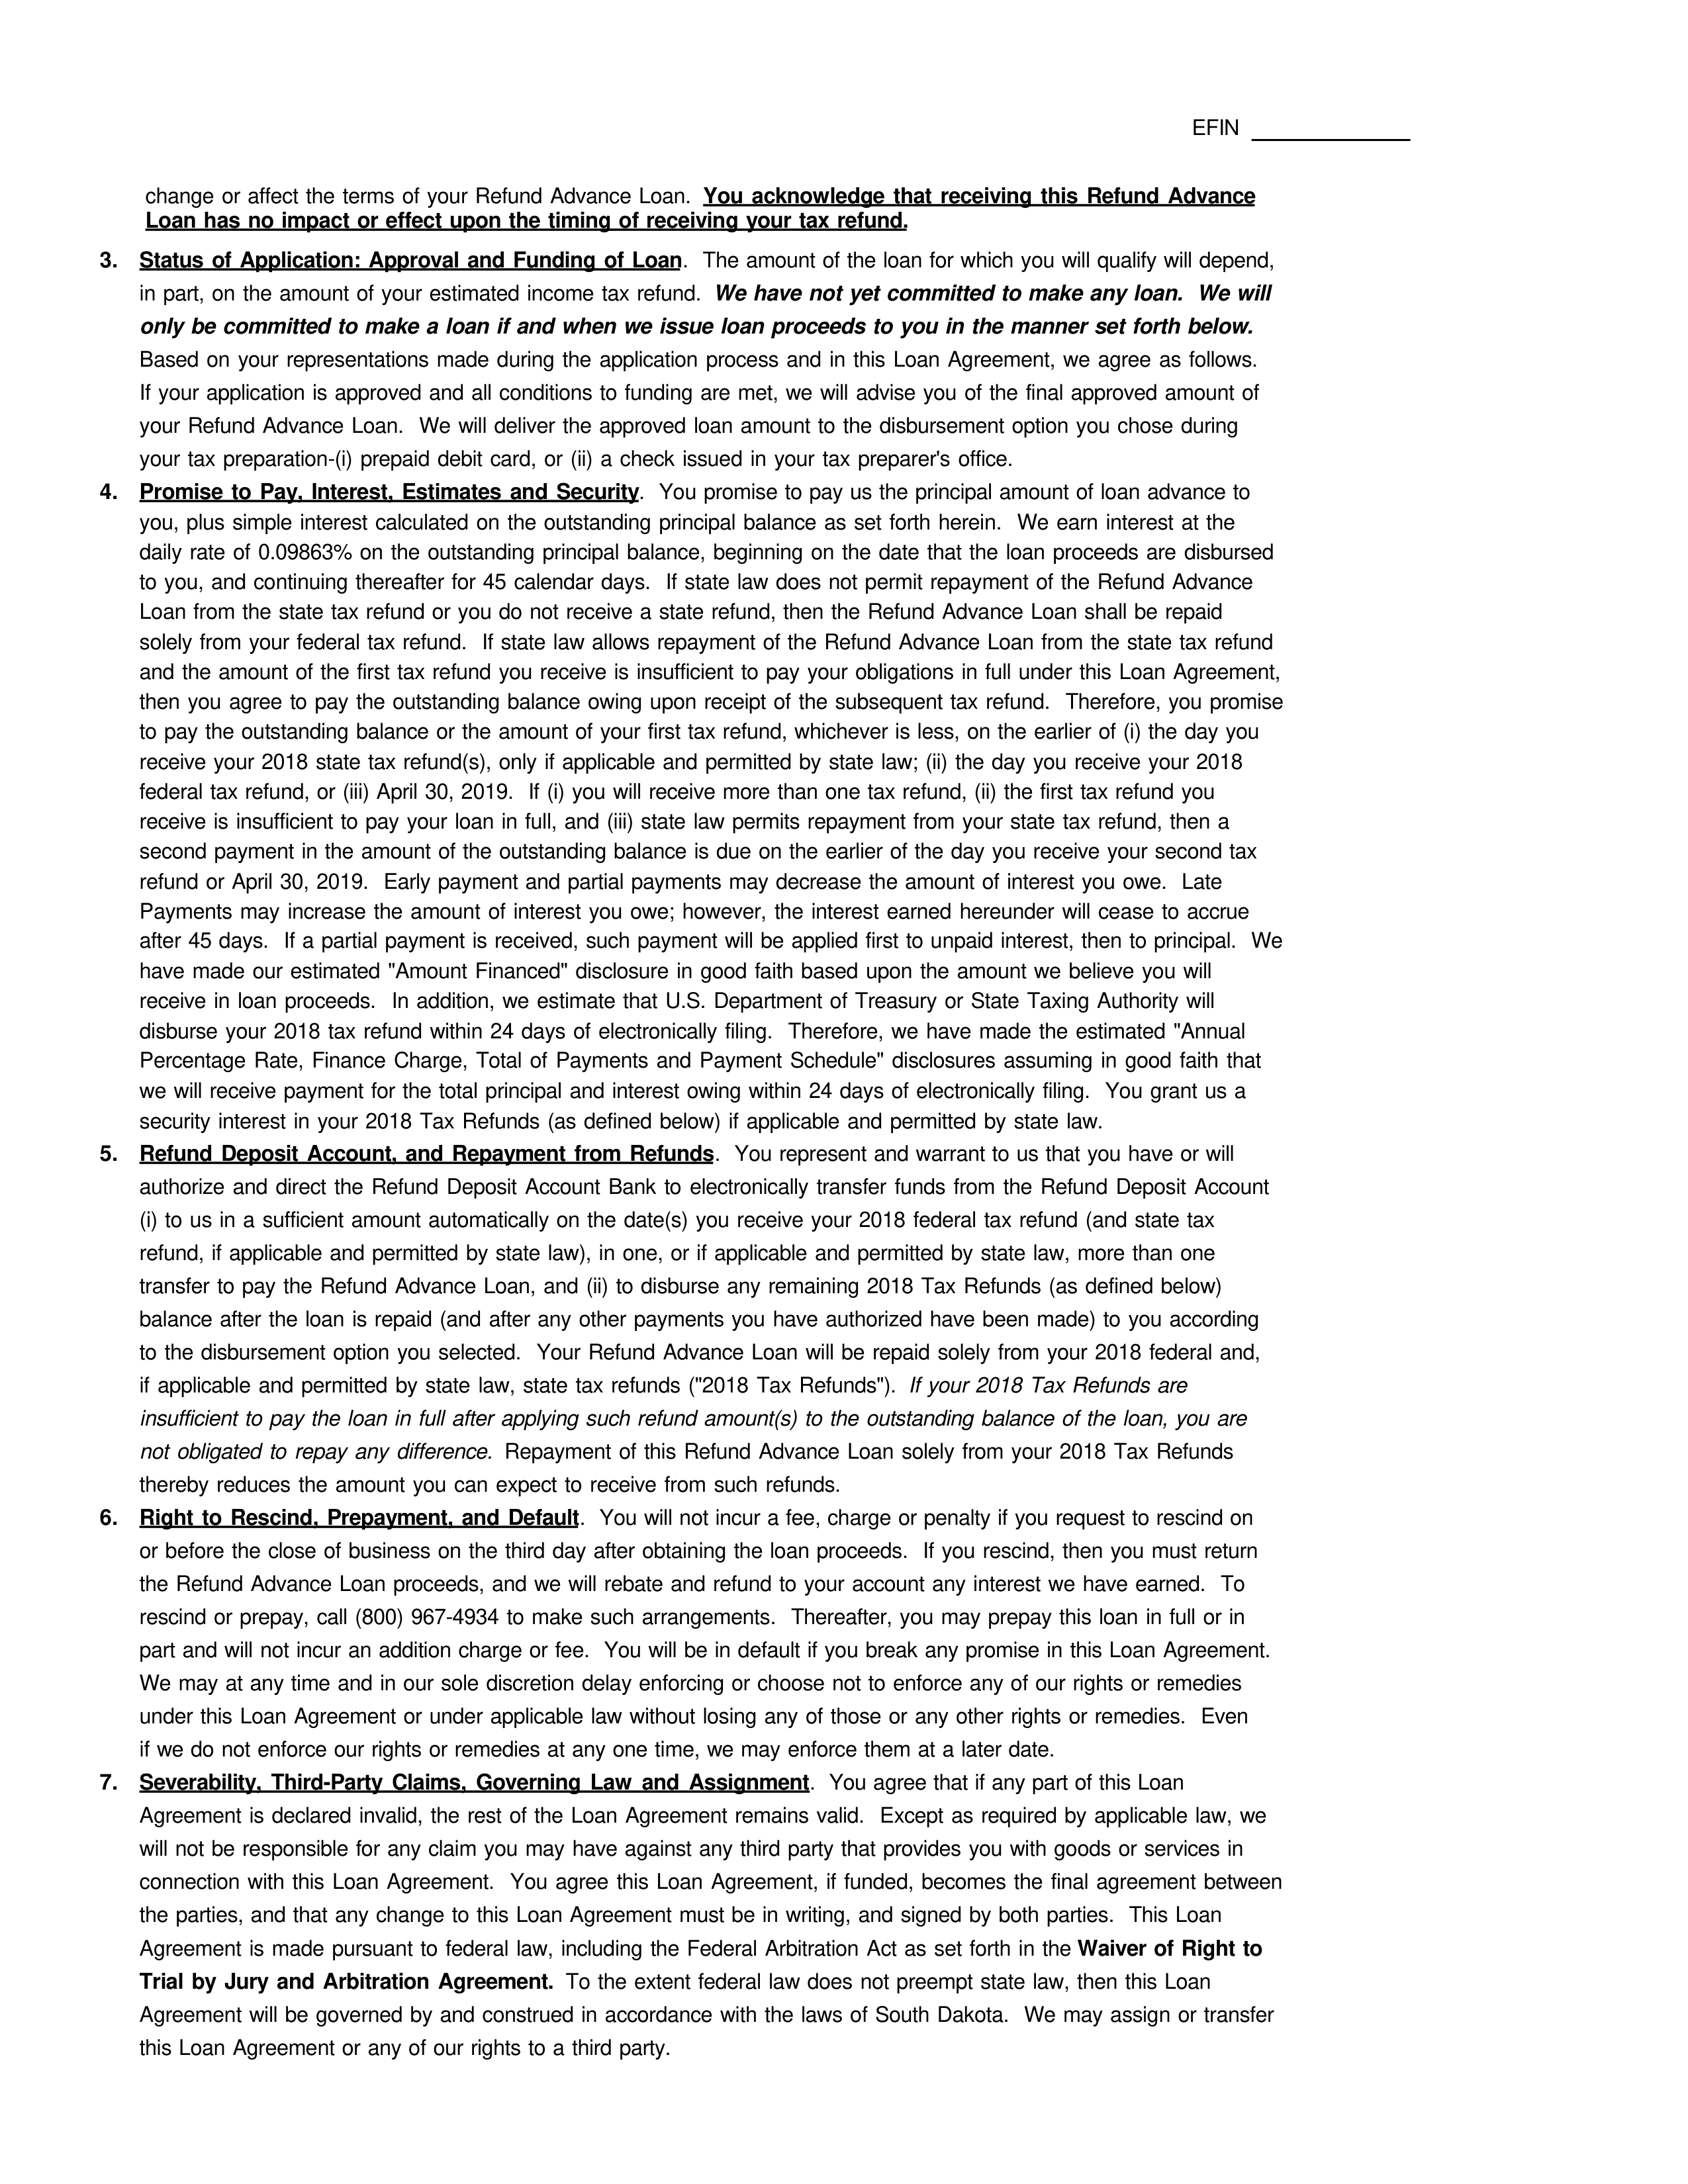 EFIN
change or affect the terms of your Refund Advance Loan. You acknowledge that receiving this Refund Advance
Loan has no impact or effect upon the timing of receiving your tax refund.
3. Status of Application: Approval and Funding of Loan. The amount of the loan for which you will qualify will depend,
in part, on the amount of your estimated income tax refund. We have not yet committed to make any loan. We will
only be committed to make a loan if and when we issue loan proceeds to you in the manner set forth below.
Based on your representations made during the application process and in this Loan Agreement, we agree as follows.
If your application is approved and all conditions to funding are met, we will advise you of the final approved amount of
your Refund Advance Loan. We will deliver the approved loan amount to the disbursement option you chose during
your tax preparation-(i) prepaid debit card, or (ii) a check issued in your tax preparer's office.
4. Promise to Pay, Interest, Estimates and Security. You promise to pay us the principal amount of loan advance to
you, plus simple interest calculated on the outstanding principal balance as set forth herein. We earn interest at the
daily rate of 0.09863% on the outstanding principal balance, beginning on the date that the loan proceeds are disbursed
to you, and continuing thereafter for 45 calendar days. If state law does not permit repayment of the Refund Advance
Loan from the state tax refund or you do not receive a state refund, then the Refund Advance Loan shall be repaid
solely from your federal tax refund. If state law allows repayment of the Refund Advance Loan from the state tax refund
and the amount of the first tax refund you receive is insufficient to pay your obligations in full under this Loan Agreement,
then you agree to pay the outstanding balance owing upon receipt of the subsequent tax refund. Therefore, you promise
to pay the outstanding balance or the amount of your first tax refund, whichever is less, on the earlier of (i) the day you
receive your 2018 state tax refund(s), only if applicable and permitted by state law; (ii) the day you receive your 2018
federal tax refund, or (iii) April 30, 2019. If (i) you will receive more than one tax refund, (ii) the first tax refund you
receive is insufficient to pay your loan in full, and (iii) state law permits repayment from your state tax refund, then a
second payment in the amount of the outstanding balance is due on the earlier of the day you receive your second tax
refund or April 30, 2019. Early payment and partial payments may decrease the amount of interest you owe. Late
Payments may increase the amount of interest you owe; however, the interest earned hereunder will cease to accrue
after 45 days. If a partial payment is received, such payment will be applied first to unpaid interest, then to principal. We
have made our estimated "Amount Financed" disclosure in good faith based upon the amount we believe you will
receive in loan proceeds. In addition, we estimate that U.S. Department of Treasury or State Taxing Authority will
disburse your 2018 tax refund within 24 days of electronically filing. Therefore, we have made the estimated "Annual
Percentage Rate, Finance Charge, Total of Payments and Payment Schedule" disclosures assuming in good faith that
we will receive payment for the total principal and interest owing within 24 days of electronically filing. You grant us a
security interest in your 2018 Tax Refunds (as defined below) if applicable and permitted by state law.
5. Refund Deposit Account, and Repayment from Refunds. You represent and warrant to us that you have or will
authorize and direct the Refund Deposit Account Bank to electronically transfer funds from the Refund Deposit Account
(i) to us in a sufficient amount automatically on the date(s) you receive your 2018 federal tax refund (and state tax
refund, if applicable and permitted by state law), in one, or if applicable and permitted by state law, more than one
transfer to pay the Refund Advance Loan, and (ii) to disburse any remaining 2018 Tax Refunds (as defined below)
balance after the loan is repaid (and after any other payments you have authorized have been made) to you according
to the disbursement option you selected. Your Refund Advance Loan will be repaid solely from your 2018 federal and,
if applicable and permitted by state law, state tax refunds ("2018 Tax Refunds"). If your 2018 Tax Refunds are
insufficient to pay the loan in full after applying such refund amount(s) to the outstanding balance of the loan, you are
not obligated to repay any difference. Repayment of this Refund Advance Loan solely from your 2018 Tax Refunds
thereby reduces the amount you can expect to receive from such refunds.
6. Right to Rescind, Prepayment, and Default. You will not incur a fee, charge or penalty if you request to rescind on
or before the close of business on the third day after obtaining the loan proceeds. If you rescind, then you must return
the Refund Advance Loan proceeds, and we will rebate and refund to your account any interest we have earned. To
rescind or prepay, call (800) 967-4934 to make such arrangements. Thereafter, you may prepay this loan in full or in
part and will not incur an addition charge or fee. You will be in default if you break any promise in this Loan Agreement.
We may at any time and in our sole discretion delay enforcing or choose not to enforce any of our rights or remedies
under this Loan Agreement or under applicable law without losing any of those or any other rights or remedies. Even
if we do not enforce our rights or remedies at any one time, we may enforce them at a later date.
7. Severability, Third-Party Claims, Governing Law and Assignment. You agree that if any part of this Loan
Agreement is declared invalid, the rest of the Loan Agreement remains valid. Except as required by applicable law, we
will not be responsible for any claim you may have against any third party that provides you with goods or services in
connection with this Loan Agreement. You agree this Loan Agreement, if funded, becomes the final agreement between
the parties, and that any change to this Loan Agreement must be in writing, and signed by both parties. This Loan
Agreement is made pursuant to federal law, including the Federal Arbitration Act as set forth in the Waiver of Right to
Trial by Jury and Arbitration Agreement. To the extent federal law does not preempt state law, then this Loan
Agreement will be governed by and construed in accordance with the laws of South Dakota. We may assign or transfer
this Loan Agreement or any of our rights to a third party.